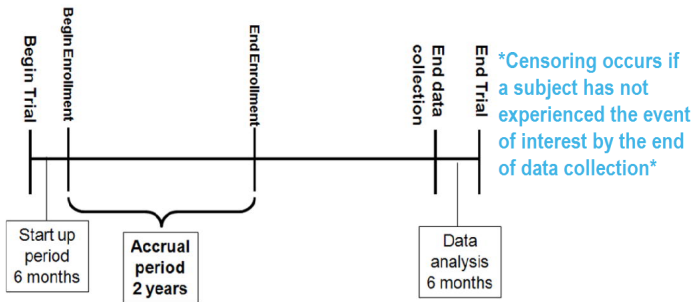 Begin Trial
Begin Enrollment
End Enrollment
End data
collection
End Trial
*Censoring occurs if
a subject has not
experienced the event
of interest by the end
of data collection*
Start up
period
6 months
Accrual
period
2 years
Data
analysis
6 months